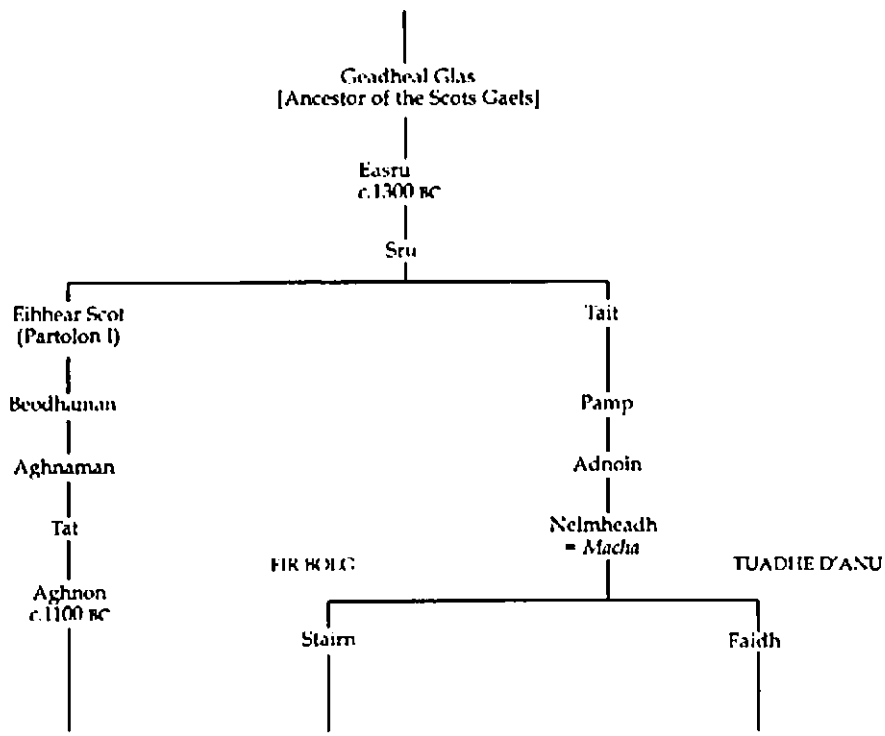 Geadheal Glas
[Ancestor of the Scots Gaels]
Easru
c.1300 BC
Sru
Eibhear Scot
(Partolon I)
Tait
Beodhaman
Pamp
Aghnaman
Adnoin
Tat
Neimheadh
= Macha
FIR BOLG
TUADHE D'ANU
Aghnon
c.1100 BC
Stairn
Faidh